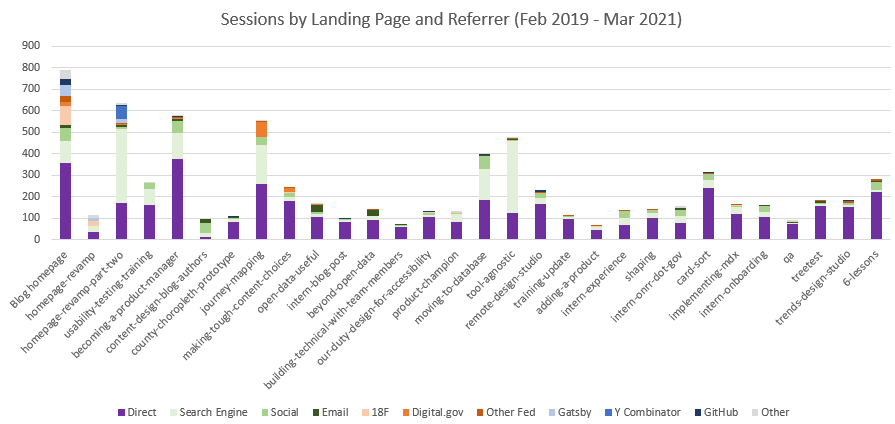 Sessions by Landing Page and Referrer (Feb 2019 - Mar 2021)
900
800
700
600
500
400
300
200
100
0
Blog homepage
homepage-revamp
homepage-revamp-part-two
usability-testing-training
becoming-a-product-manager
content-design-blog-authors
county-choropleth-prototype
journey-mapping
making-tough-content-choices
open-data-useful
intern-blog-post
beyond-open-data
building-technical-with-team-members
our-duty-design-for-accessibility
product-champion
moving-to-database
tool-agnostic
remote-design-studio
training-update
adding-a-product
intern-experience
shaping
intern-onrr-dot-gov
card-sort
implementing-mdx
intern-onboarding
qa
treetest
trends-design-studio
6-lessons
Direct Search Engine Social Email 18F Digital.gov Other Fed Gatsby Y Combinator GitHub Other